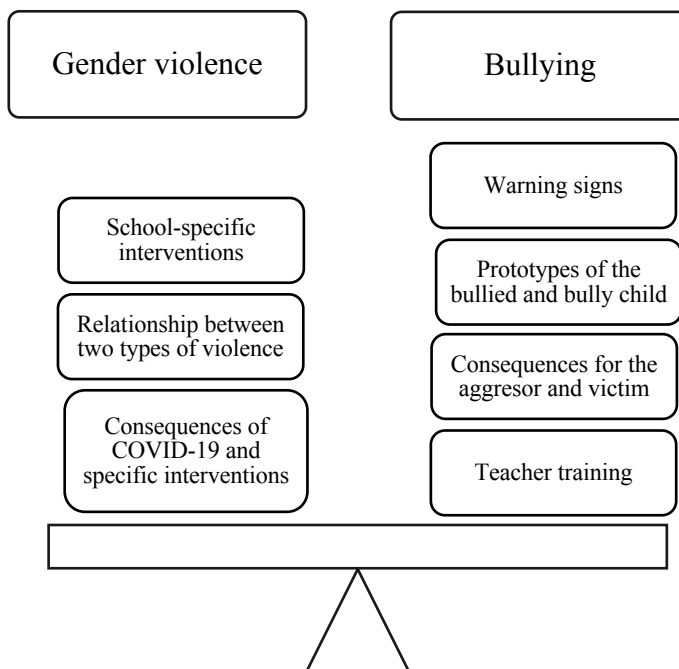 Gender violence
School-specific
interventions
Relationship between
two types of violence
Consequences of
COVID-19 and
specific interventions
Bullying
Warning signs
Prototypes of the
bullied and bully child
Consequences for the
aggresor and victim
Teacher training